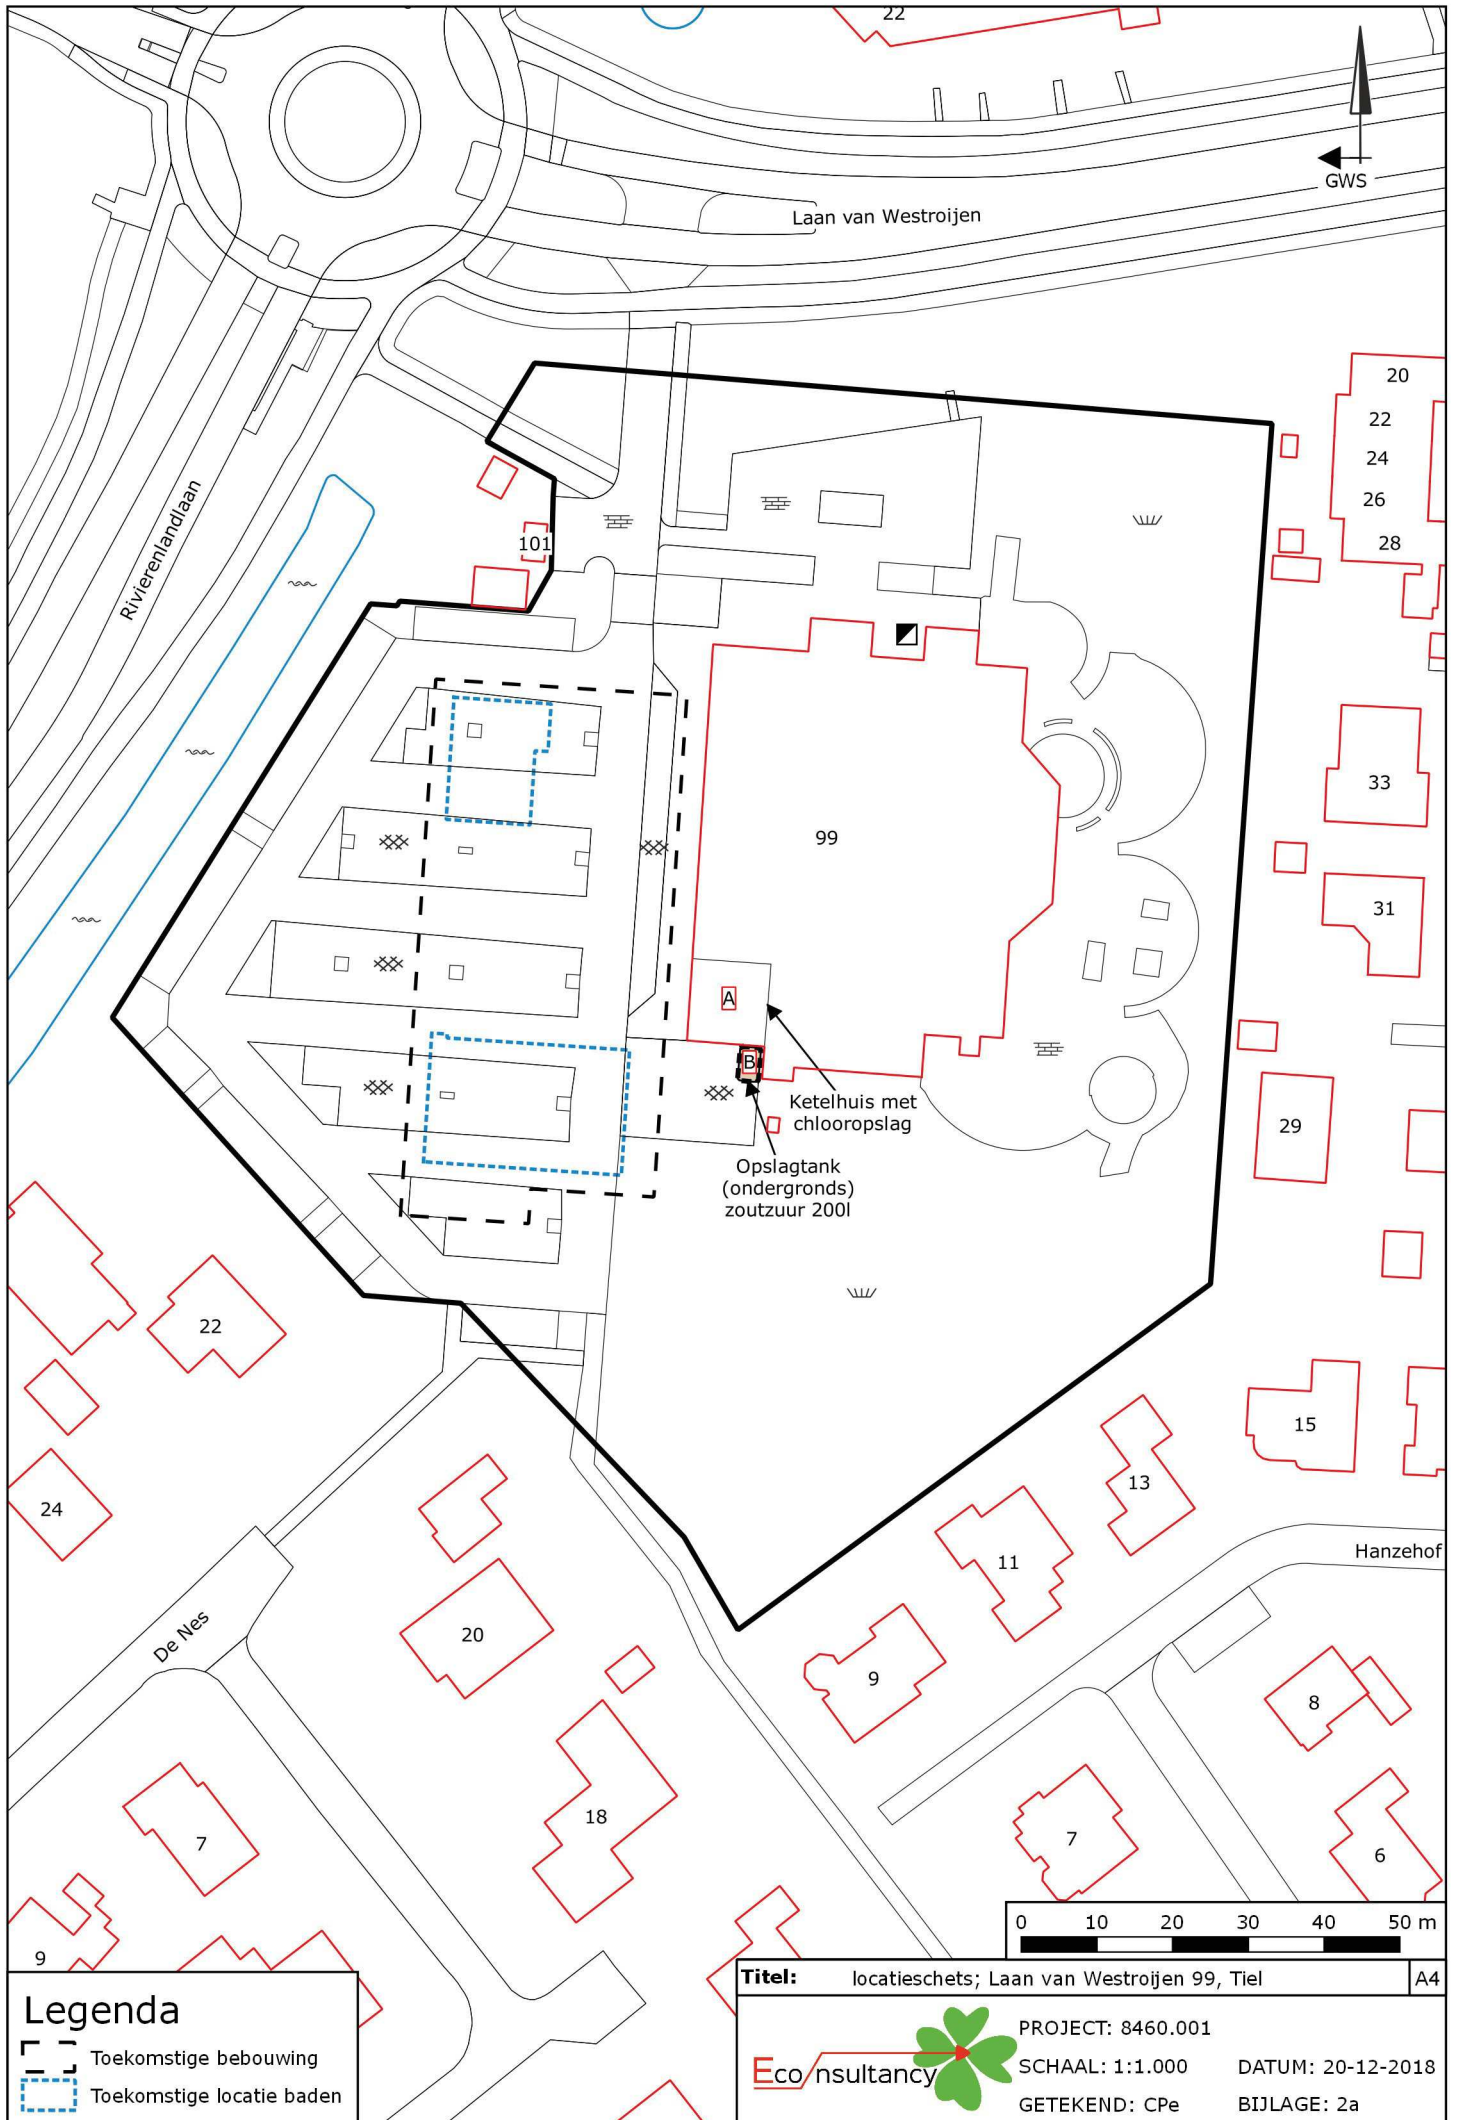 22
GWS
Laan van Westroijen
20
22
24
26
28
Rivierenlandlaan
101
33
99
31
A
B
Ketelhuis met
chlooropslag
29
Opslagtank
(ondergronds)
zoutzuur 200l
22
15
13
24
11
Hanzehof
De Nes
20
9
8
18
7
7
6
9
0 10 20 30 40 50 m
Titel: locatieschets; Laan van Westroijen 99, Tiel A4
Legenda
Toekomstige bebouwing
Toekomstige locatie baden
Econsultancy
PROJECT: 8460.001
SCHAAL: 1:1.000 DATUM: 20-12-2018
GETEKEND: CPe BIJLAGE: 2a